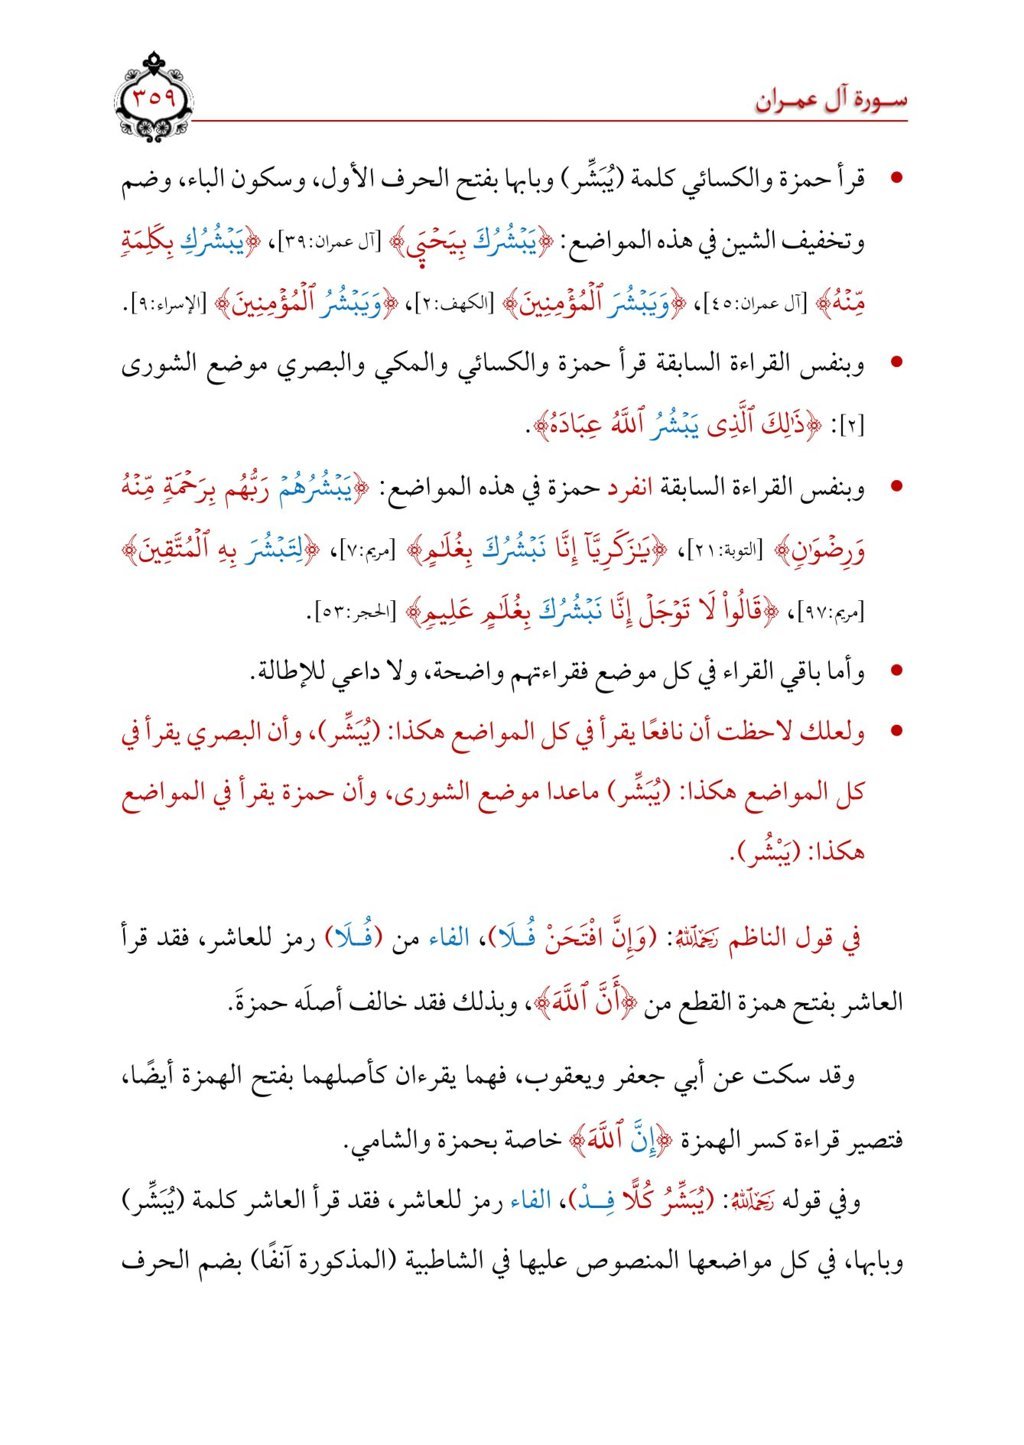 سـورة آل عمـران
٣٥٩
• قرأ حمزة والكسائي كلمة (يُبَشِّر) وبابها بفتح الحرف الأول، وسكون الباء، وضم
وتخفيف الشين في هذه المواضع: ﴿يَبۡشُرُكَ بِيَحۡيَي﴾ [آل عمران:٣٩]، ﴿يَبۡشُرُكِ بِكَلِمَةٖ
مِّنۡهُ﴾ [آل عمران:٤٥]، ﴿وَيَبۡشُرَ ٱلۡمُؤۡمِنِينَ﴾ [الكهف:٢]، ﴿وَيَبۡشُرُ ٱلۡمُؤۡمِنِينَ﴾ [الإسراء:٩].
• وبنفس القراءة السابقة قرأ حمزة والكسائي والمكي والبصري موضع الشورى
[٢]: ﴿ذَٰلِكَ ٱلَّذِى يَبۡشُرُ ٱللَّهُ عِبَادَهُ﴾.
• وبنفس القراءة السابقة انفرد حمزة في هذه المواضع: ﴿يَبۡشُرُهُمۡ رَبُّهُم بِرَحۡمَةٖ مِّنۡهُ
وَرِضۡوَٰنٖ﴾ [التوبة:٢١]، ﴿يَٰزَكَرِيَّآ إِنَّا نَبۡشُرُكَ بِغُلَٰمٍ﴾ [مريم:٧]، ﴿لِتَبۡشُرَ بِهِ ٱلۡمُتَّقِينَ﴾
[مريم:٩٧]، ﴿قَالُواْ لَا تَوۡجَلۡ إِنَّا نَبۡشُرُكَ بِغُلَٰمٍ عَلِيمٖ﴾ [الحجر:٥٣].
• وأما باقي القراء في كل موضع فقراءتهم واضحة، ولا داعي للإطالة.
• ولعلك لاحظت أن نافعًا يقرأ في كل المواضع هكذا: (يُبَشِّر)، وأن البصري يقرأ في
كل المواضع هكذا: (يُبَشِّر) ماعدا موضع الشورى، وأن حمزة يقرأ في المواضع
هكذا: (يَبْشُر).
في قول الناظم رَحِمَهُ ٱللَّهُ: (وَإِنَّ افْتَحَنْ فُـلَا)، الفاء من (فُـلَا) رمز للعاشر، فقد قرأ
العاشر بفتح همزة القطع من ﴿أَنَّ ٱللَّهَ﴾، وبذلك فقد خالف أصلَه حمزةَ.
وقد سكت عن أبي جعفر ويعقوب، فهما يقرءان كأصلهما بفتح الهمزة أيضًا،
فتصير قراءة كسر الهمزة ﴿إِنَّ ٱللَّهَ﴾ خاصة بحمزة والشامي.
وفي قوله رَحِمَهُ ٱللَّهُ: (يُبَشِّرُ كُلًّا فِـدْ)، الفاء رمز للعاشر، فقد قرأ العاشر كلمة (يُبَشِّر)
وبابها، في كل مواضعها المنصوص عليها في الشاطبية (المذكورة آنفًا) بضم الحرف